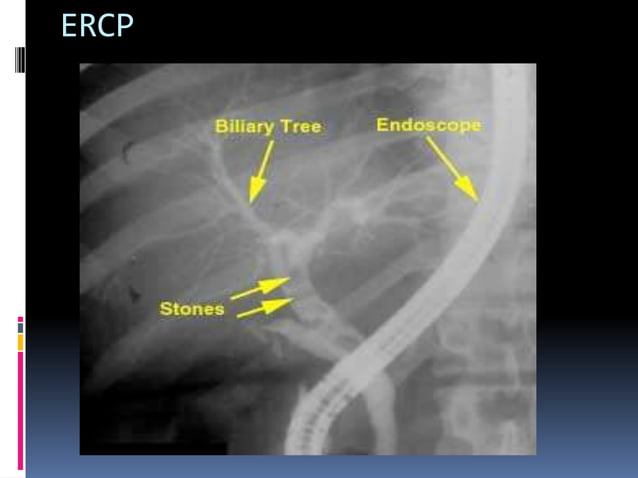 ERCP
Biliary Tree
Endoscope
Stones